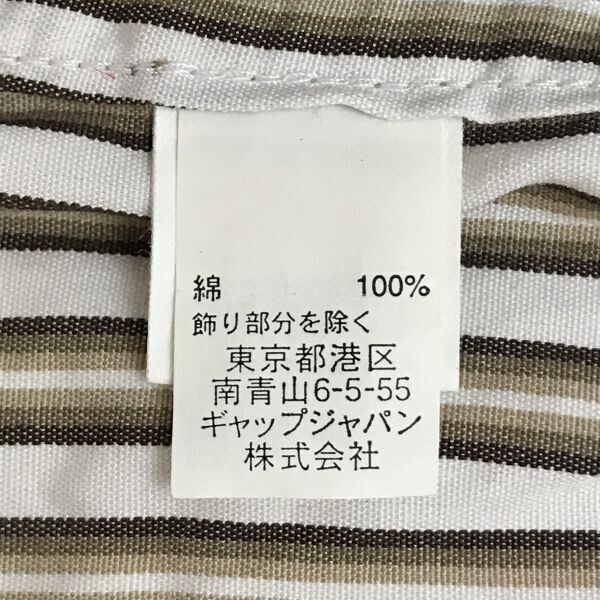 綿 100%
飾り部分を除く
東京都港区
南青山6-5-55
ギャップジャパン
株式会社